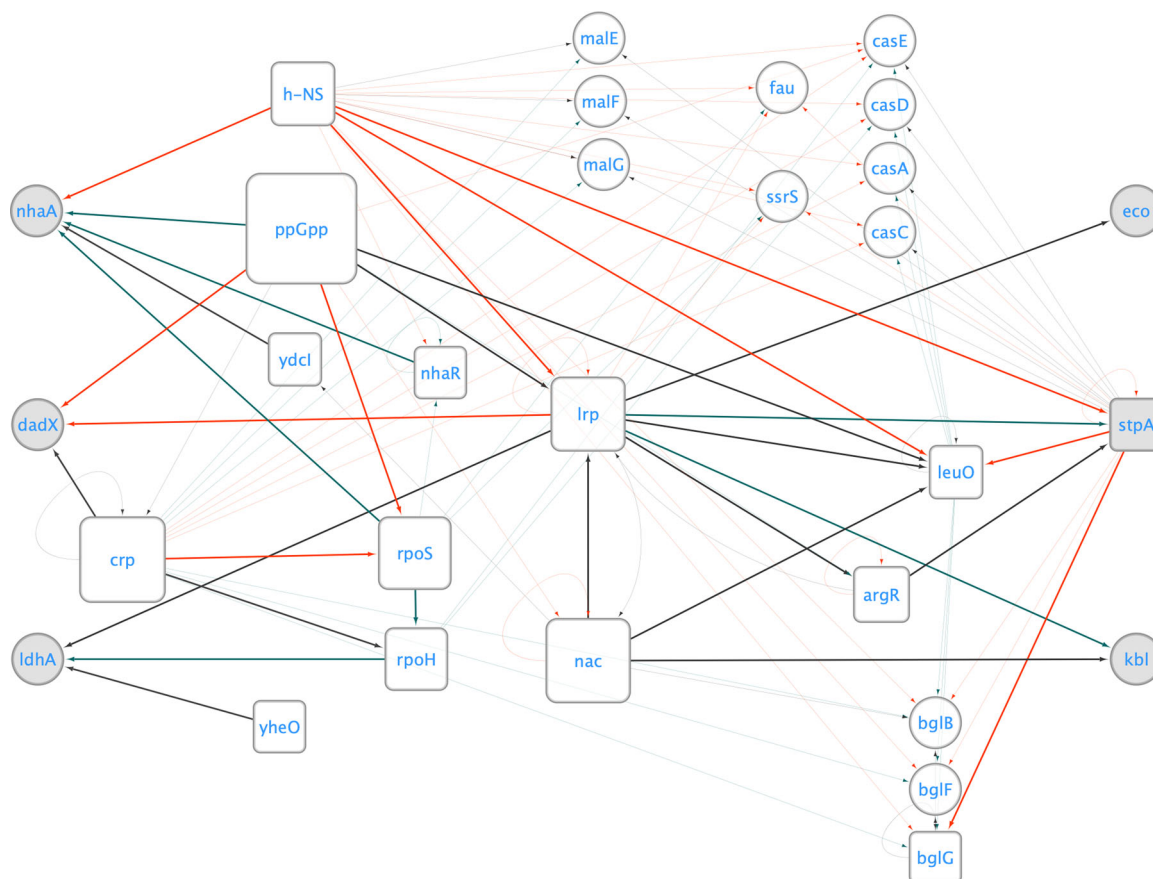 malE
casE
h-NS
fau
malF
casD
malG
casA
ssrS
nhaA
eco
ppGpp
casC
ydcI
nhaR
lrp
dadX
stpA
leuO
crp
rpoS
argR
ldhA
rpoH
nac
kbl
yheO
bglB
bglF
bglG